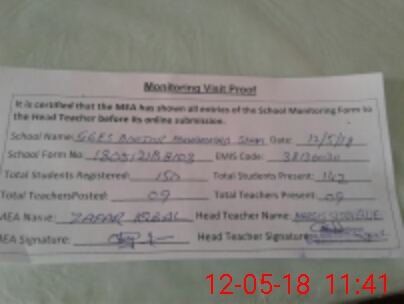 Monitoring Visit Proof
It is certified that the MEA has shown all entries of the School Monitoring Form to
the Head Teacher before its online submission.
School Name: GGES Date: 12/5/18
School Form No: EMIS Code:
Total Students Registered: 150 Total Students Present: 142
Total Teachers Posted: 09 Total Teachers Present: 09
MEA Name: ZAFAR IQBAL Head Teacher Name:
MEA Signature: Head Teacher Signature
12-05-18 11:41